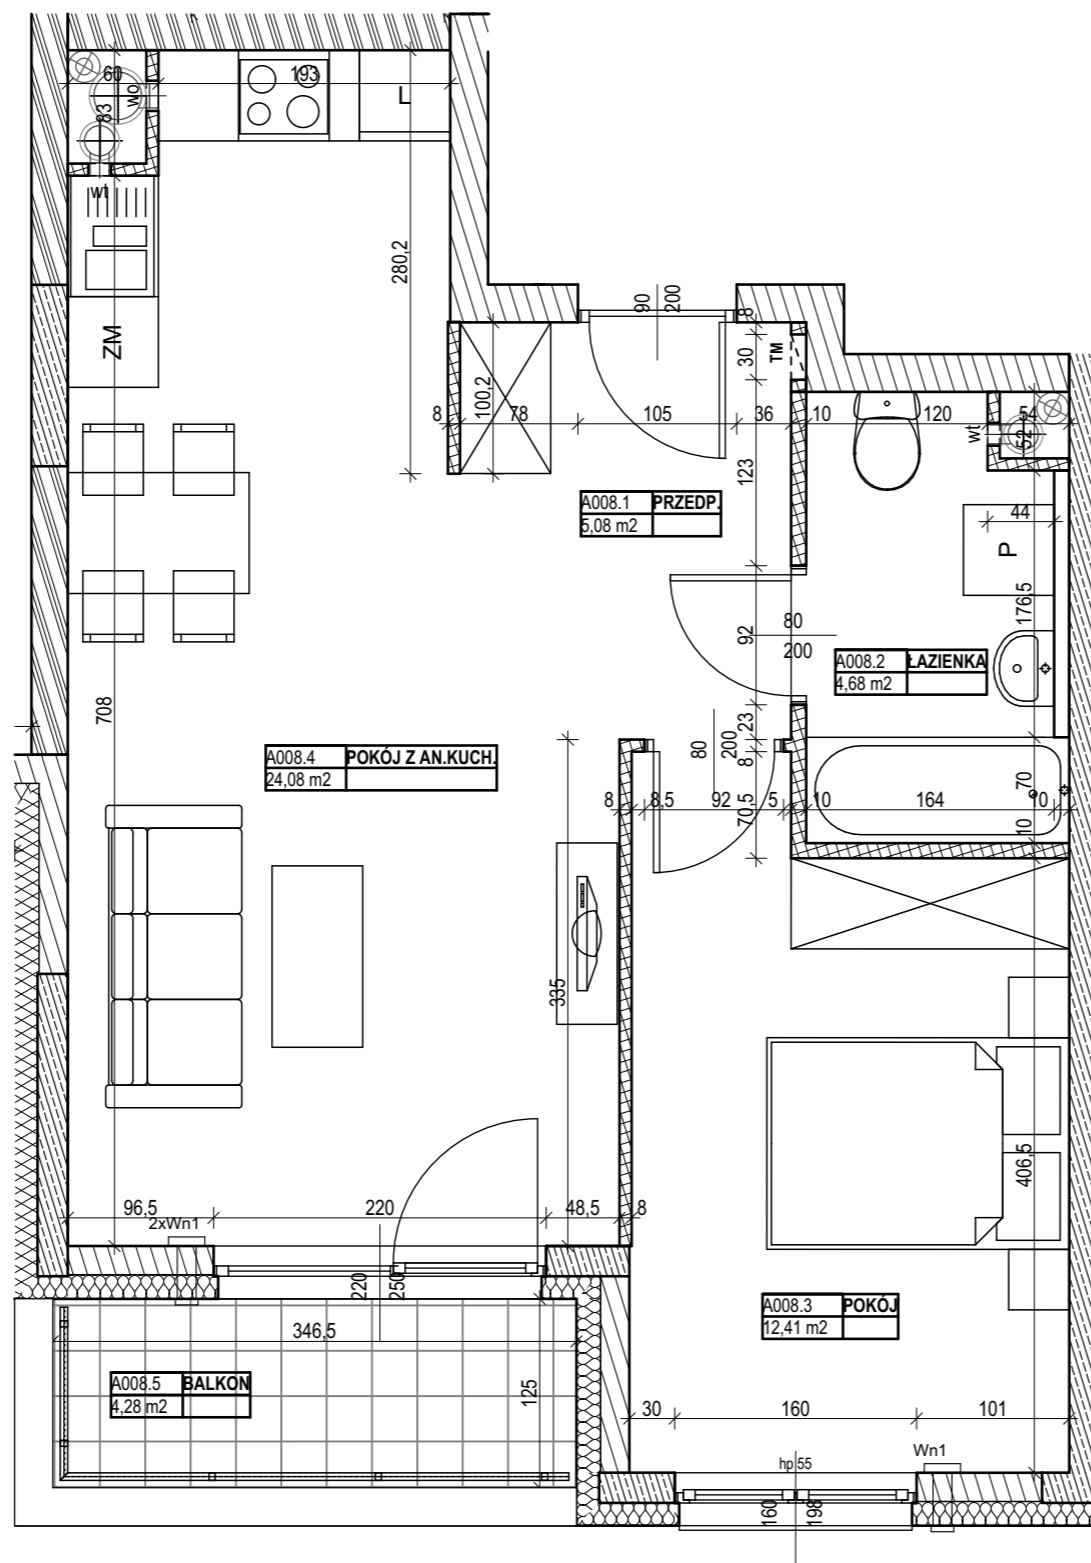 60
193
wo
83
L
wt
280,2
ZM
90
200
8
30
TM
100,2
8
78
105
36
10
120
54
wt
52
123
A008.1 PRZEDP.
5,08 m2
44
P
176,5
80
200
92
A008.2 ŁAZIENKA
4,68 m2
708
23
80
200
8
A008.4 POKÓJ Z AN.KUCH.
24,08 m2
70,5
8
8,5
92
5
10
164
70
10
10
335
406,5
96,5
220
48,5
8
2xWn1
220
250
346,5
A008.3 POKÓJ
12,41 m2
A008.5 BALKON
4,28 m2
125
30
160
101
Wn1
hp 55
160
198